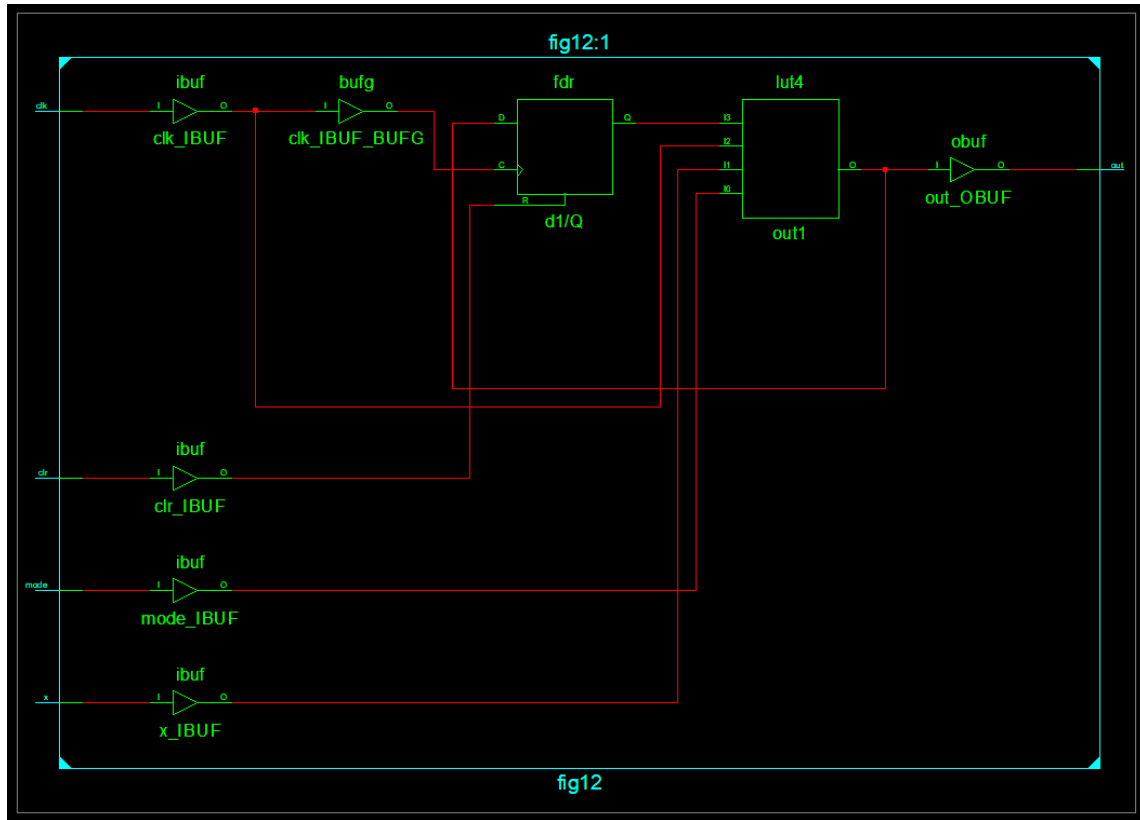 fig12:1
ibuf
bufg
fdr
lut4
clk
I
O
I
O
D
Q
I3
I2
I1
I0
O
C
R
clk_IBUF
clk_IBUF_BUFG
d1/Q
out1
obuf
I
O
out
out_OBUF
ibuf
clr
I
O
clr_IBUF
ibuf
mode
I
O
mode_IBUF
ibuf
x
I
O
x_IBUF
fig12